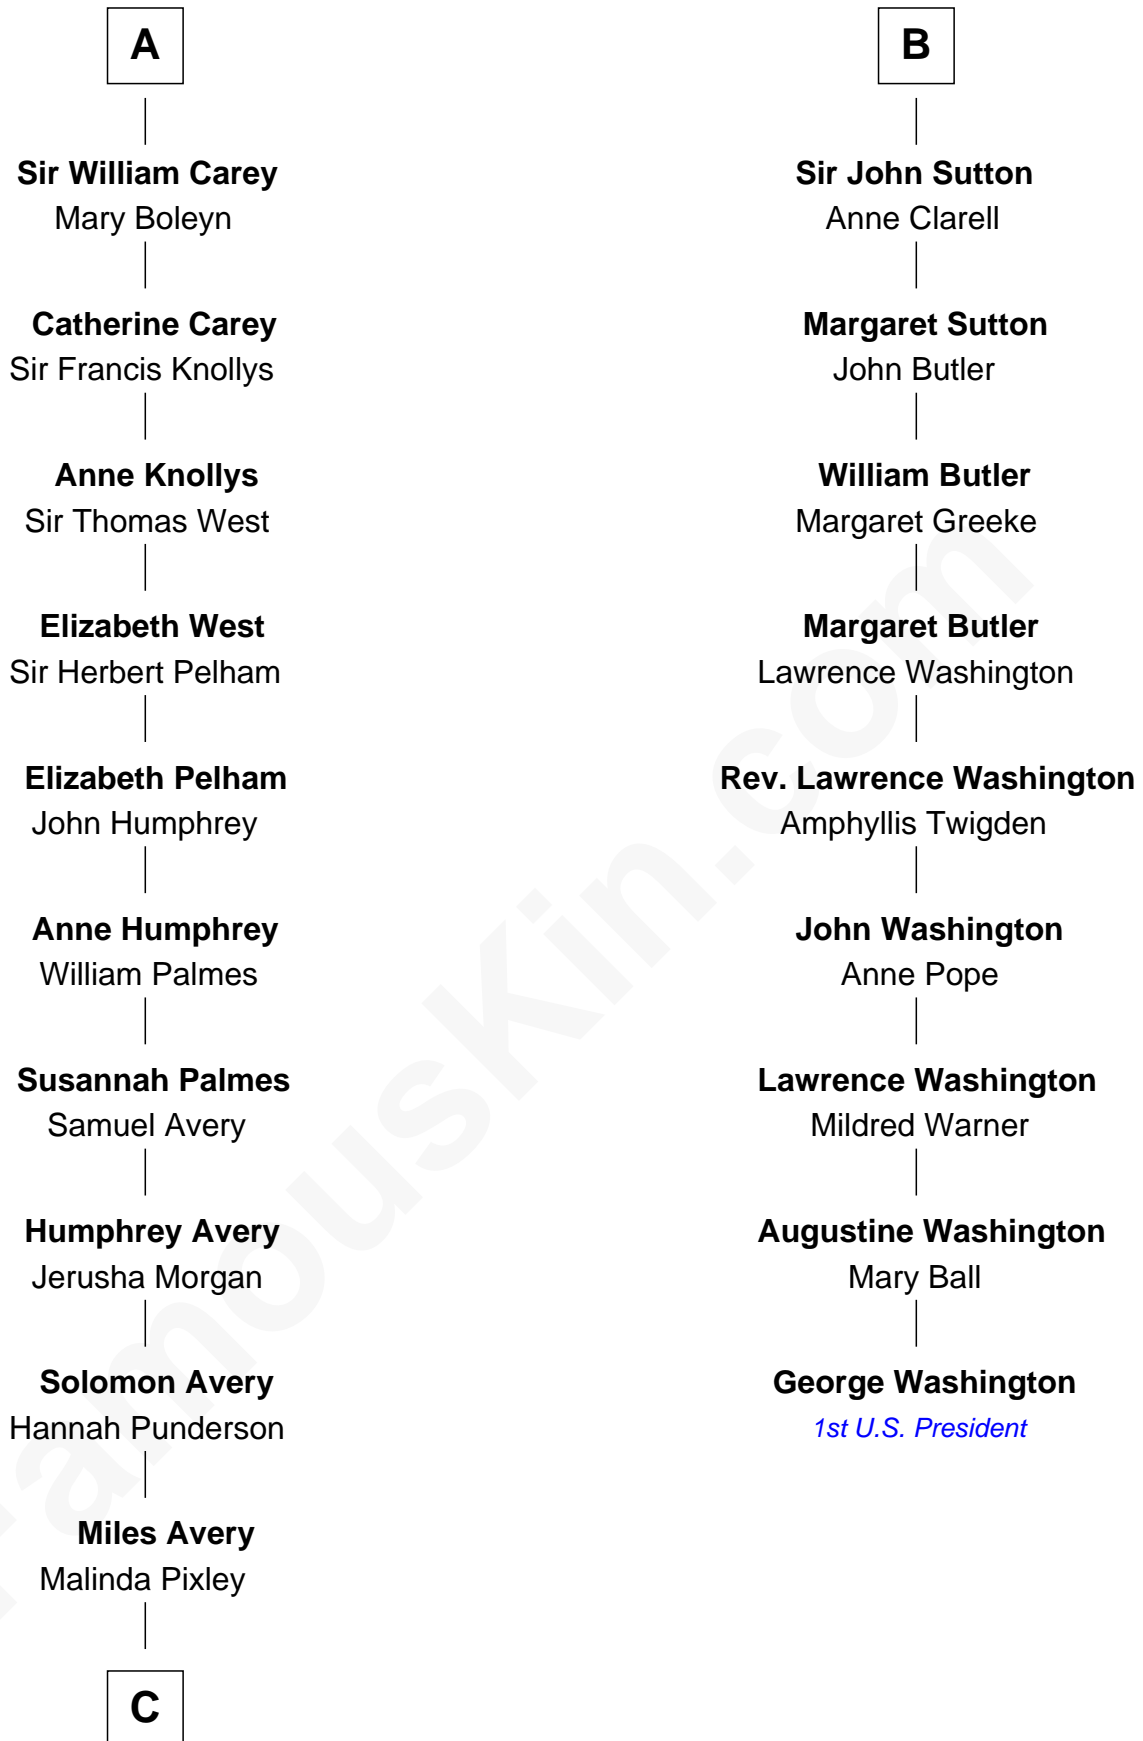 A
Sir William Carey
Mary Boleyn
Catherine Carey
Sir Francis Knollys
Anne Knollys
Sir Thomas West
Elizabeth West
Sir Herbert Pelham
Elizabeth Pelham
John Humphrey
Anne Humphrey
William Palmes
Susannah Palmes
Samuel Avery
Humphrey Avery
Jerusha Morgan
Solomon Avery
Hannah Punderson
Miles Avery
Malinda Pixley
C
B
Sir John Sutton
Anne Clarell
Margaret Sutton
John Butler
William Butler
Margaret Greeke
Margaret Butler
Lawrence Washington
Rev. Lawrence Washington
Amphyllis Twigden
John Washington
Anne Pope
Lawrence Washington
Mildred Warner
Augustine Washington
Mary Ball
George Washington
1st U.S. President
FamousKin.com